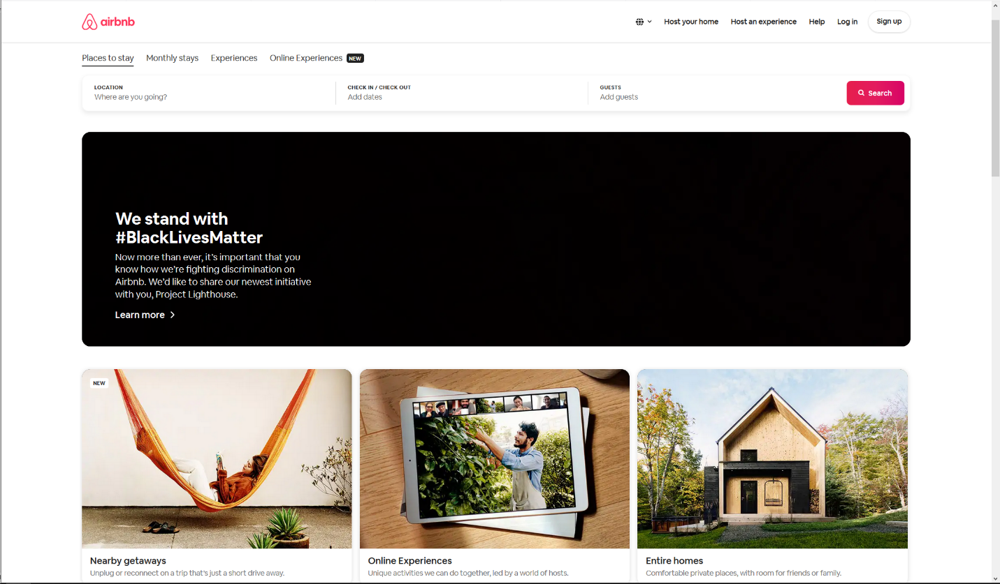 airbnb
Host your home
Host an experience
Help
Log in
Sign up
Places to stay
Monthly stays
Experiences
Online Experiences NEW
LOCATION
Where are you going?
CHECK IN / CHECK OUT
Add dates
GUESTS
Add guests
Search
We stand with
#BlackLivesMatter
Now more than ever, it's important that you
know how we're fighting discrimination on
Airbnb. We'd like to share our newest initiative
with you, Project Lighthouse.
Learn more
NEW
Nearby getaways
Unplug or reconnect on a trip that's just a short drive away.
Online Experiences
Unique activities we can do together, led by a world of hosts.
Entire homes
Comfortable private places, with room for friends or family.